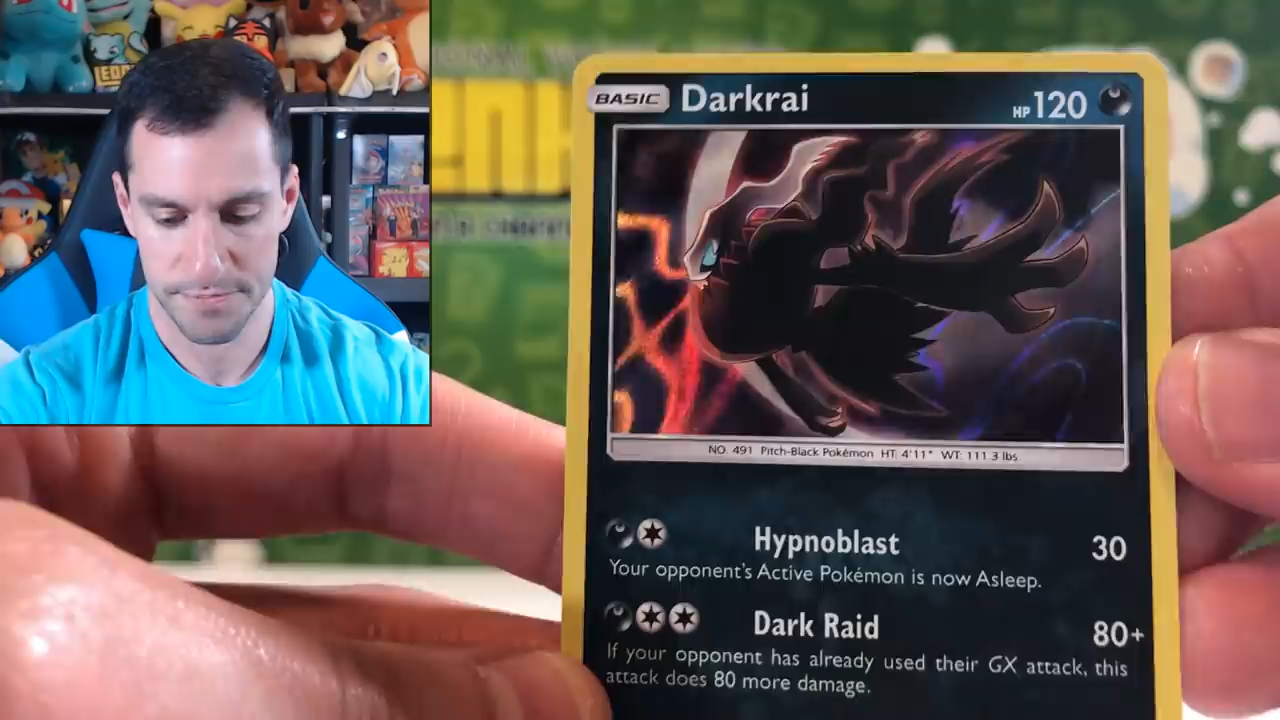 BASIC Darkrai HP 120
NO. 491 Pitch-Black Pokémon HT: 4'11" WT: 111.3 lbs.
Hypnoblast 30
Your opponent's Active Pokémon is now Asleep.
Dark Raid 80+
If your opponent has already used their GX attack, this
attack does 80 more damage.